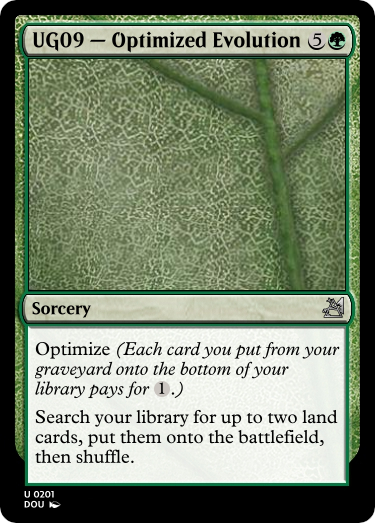 UG09 — Optimized Evolution 5
Sorcery
Optimize (Each card you put from your
graveyard onto the bottom of your
library pays for 1.)
Search your library for up to two land
cards, put them onto the battlefield,
then shuffle.
U 0201
DOU